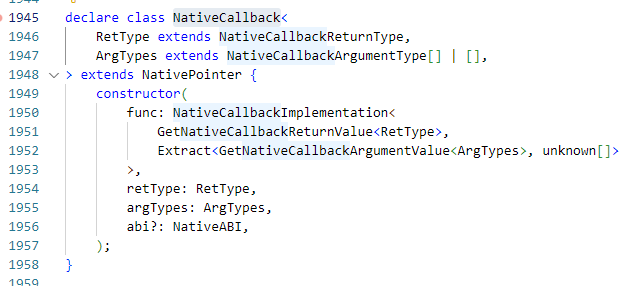 1945 declare class NativeCallback<
1946 RetType extends NativeCallbackReturnType,
1947 ArgTypes extends NativeCallbackArgumentType[] | [],
1948 > extends NativePointer {
1949 constructor(
1950 func: NativeCallbackImplementation<
1951 GetNativeCallbackReturnValue<RetType>,
1952 Extract<GetNativeCallbackArgumentValue<ArgTypes>, unknown[]>
1953 >,
1954 retType: RetType,
1955 argTypes: ArgTypes,
1956 abi?: NativeABI,
1957 );
1958 }